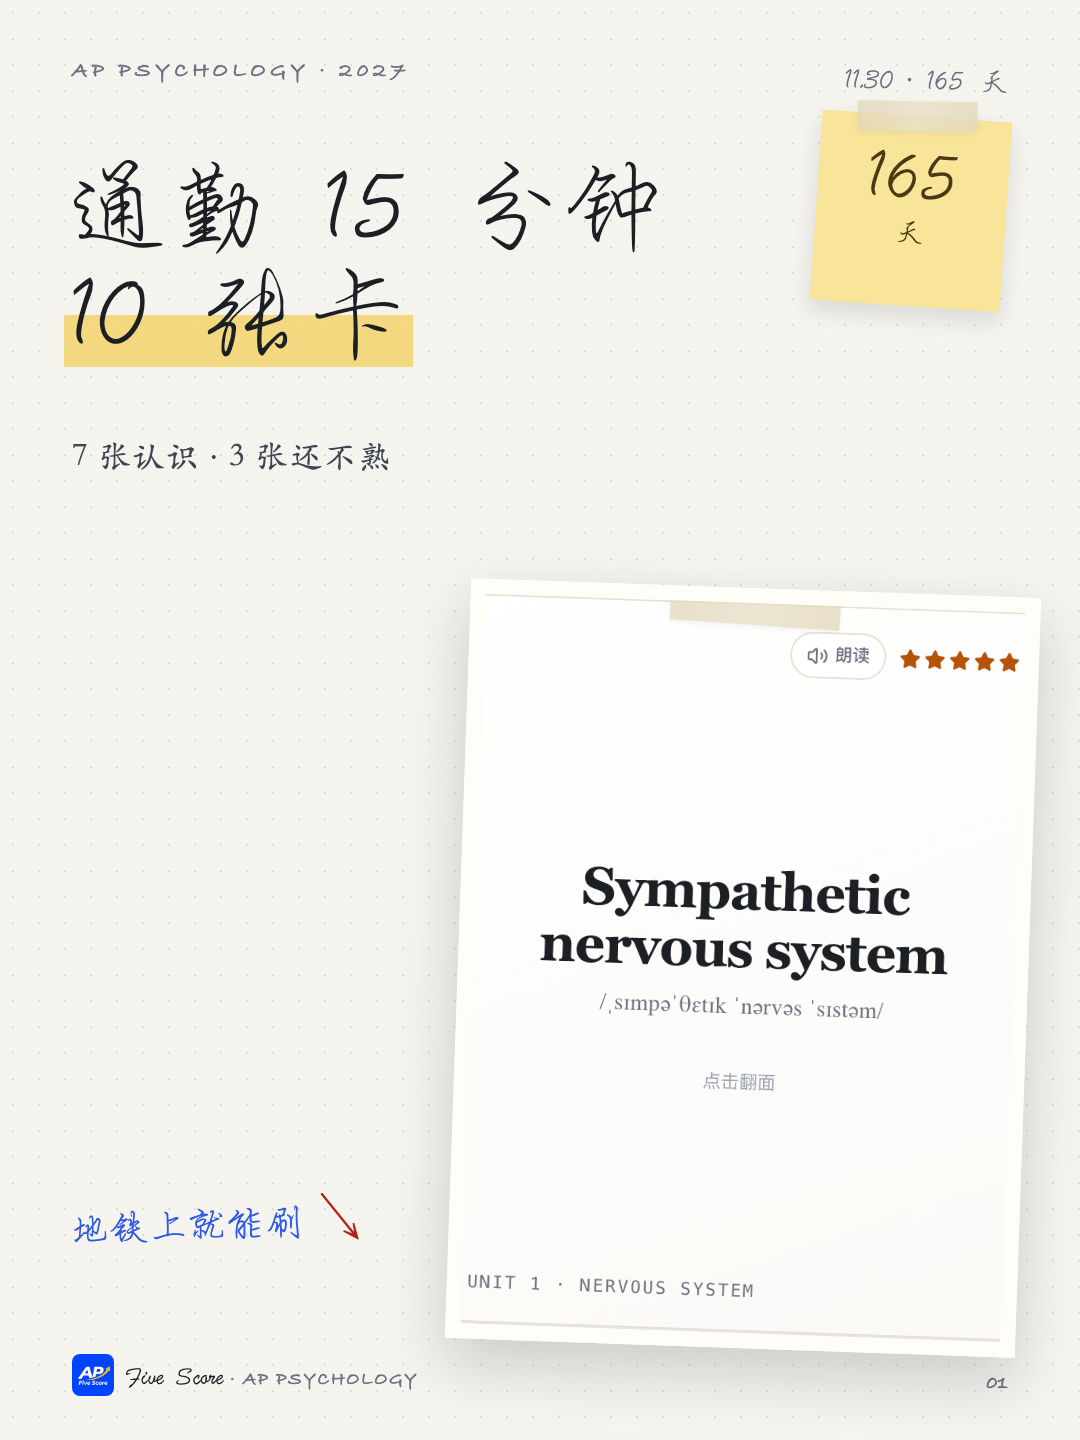 AP PSYCHOLOGY · 2027
11.30 · 165 天
165
天
通勤 15 分钟
10 张卡
7 张认识 · 3 张还不熟
朗读
Sympathetic
nervous system
/ˌsɪmpəˈθɛtɪk ˈnərvəs ˈsɪstəm/
点击翻面
地铁上就能刷
UNIT 1 · NERVOUS SYSTEM
AP
Five Score
Five Score · AP PSYCHOLOGY
01